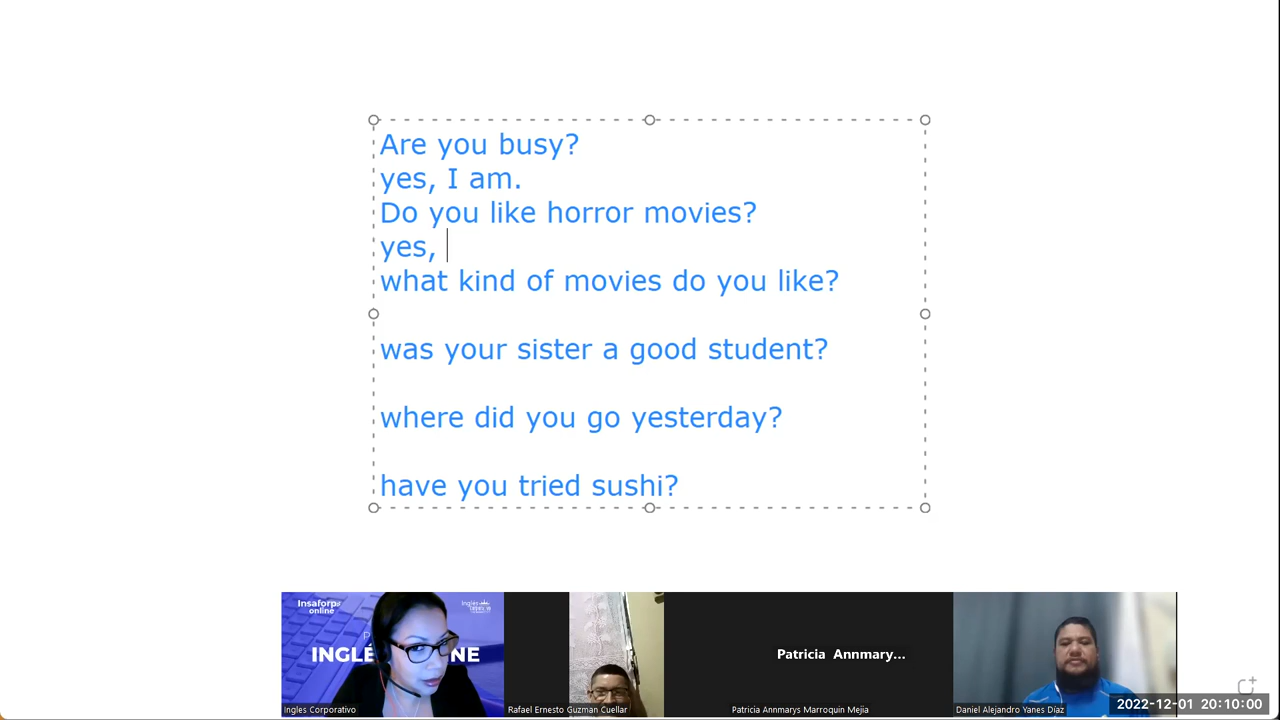 Are you busy?
yes, I am.
Do you like horror movies?
yes,
what kind of movies do you like?
was your sister a good student?
where did you go yesterday?
have you tried sushi?
Insaforp
online
INGLÉ
NE
Patricia Annmary...
Ingles Corporativo
Rafael Ernesto Guzman Cuellar
Patricia Annmarys Marroquin Mejia
Daniel Alejandro Yanes Díaz
2022-12-01 20:10:00